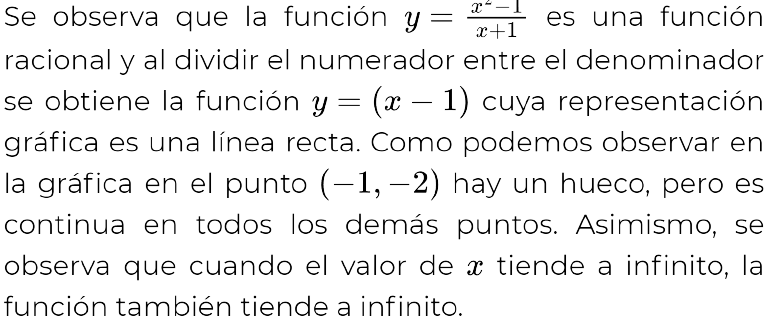 Se observa que la función $y = \frac{x^2-1}{x+1}$ es una función
racional y al dividir el numerador entre el denominador
se obtiene la función $y = (x - 1)$ cuya representación
gráfica es una línea recta. Como podemos observar en
la gráfica en el punto $(-1, -2)$ hay un hueco, pero es
continua en todos los demás puntos. Asimismo, se
observa que cuando el valor de $x$ tiende a infinito, la
función también tiende a infinito.